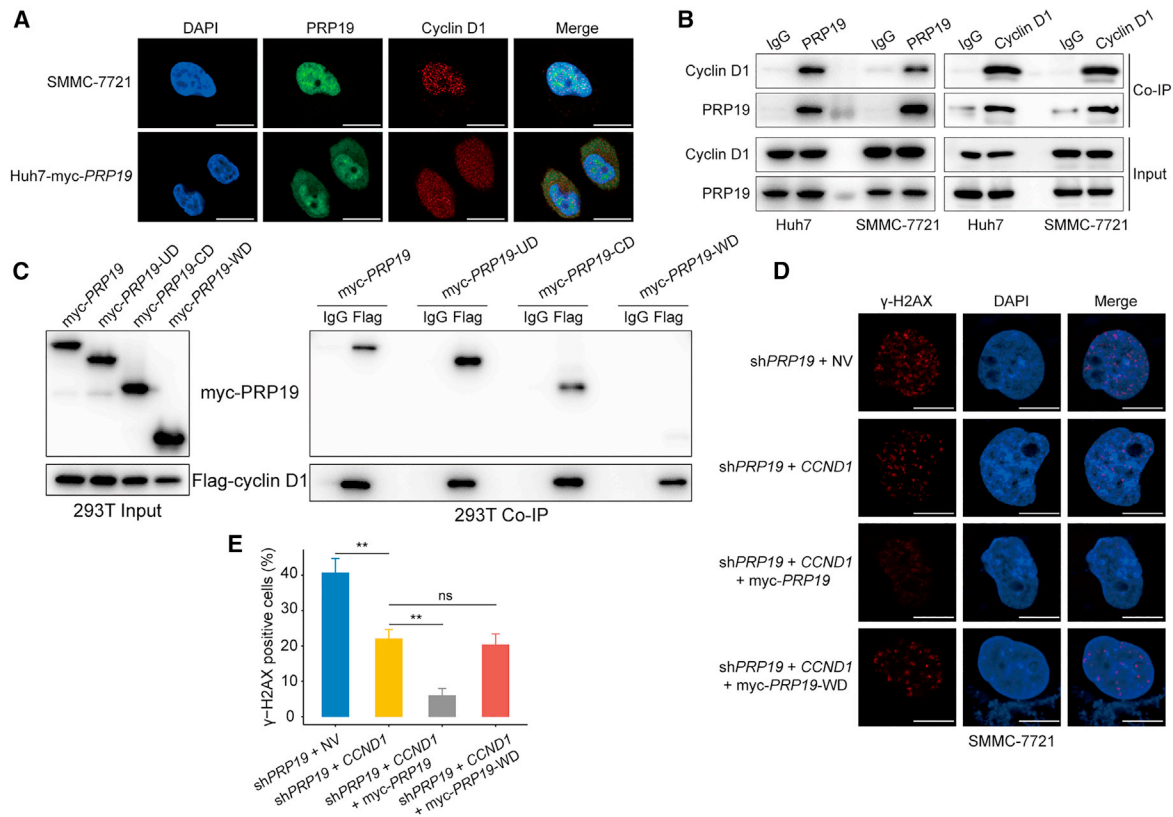 A
DAPI
PRP19
Cyclin D1
Merge
SMMC-7721
Huh7-myc-PRP19
B
IgG
PRP19
IgG
PRP19
IgG
Cyclin D1
IgG
Cyclin D1
Cyclin D1
PRP19
Co-IP
Cyclin D1
PRP19
Input
Huh7
SMMC-7721
Huh7
SMMC-7721
C
myc-PRP19
myc-PRP19-UD
myc-PRP19-CD
myc-PRP19-WD
myc-PRP19
myc-PRP19-UD
myc-PRP19-CD
myc-PRP19-WD
IgG Flag
IgG Flag
IgG Flag
IgG Flag
myc-PRP19
Flag-cyclin D1
293T Input
293T Co-IP
D
γ-H2AX
DAPI
Merge
shPRP19 + NV
shPRP19 + CCND1
shPRP19 + CCND1
+ myc-PRP19
shPRP19 + CCND1
+ myc-PRP19-WD
SMMC-7721
E
γ−H2AX positive cells (%)
40
30
20
10
0
**
ns
**
shPRP19 + NV
shPRP19 + CCND1
shPRP19 + CCND1
+ myc-PRP19
shPRP19 + CCND1
+ myc-PRP19-WD